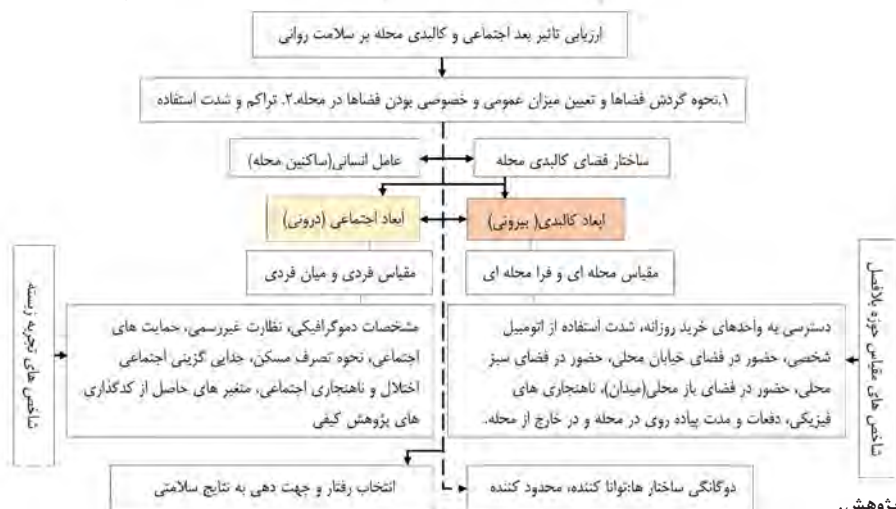 ارزیابی تاثیر بعد اجتماعی و کالبدی محله بر سلامت روانی
۱.نحوه گردش فضاها و تعیین میزان عمومی و خصوصی بودن فضاها در محله.۲. تراکم و شدت استفاده
ساختار فضای کالبدی محله
عامل انسانی(ساکنین محله)
ابعاد کالبدی( بیرونی)
ابعاد اجتماعی (درونی)
مقیاس محله ای و فرا محله ای
مقیاس فردی و میان فردی
شاخص های مقیاس حوزه بلافصل
دسترسی به واحدهای خرید روزانه، شدت استفاده از اتومبیل
شخصی، حضور در فضای خیابان محلی، حضور در فضای سبز
محلی، حضور در فضای باز محلی(میدان)، ناهنجاری های
فیزیکی، دفعات و مدت پیاده روی در محله و در خارج از محله.
مشخصات دموگرافیکی، نظارت غیررسمی، حمایت های
اجتماعی، نحوه تصرف مسکن، جدایی گزینی اجتماعی
اختلال و ناهنجاری اجتماعی، متغیر های حاصل از کدگذاری
های پژوهش کیفی
شاخص های تجربه زیسته
دوگانگی ساختار ها:توانا کننده، محدود کننده
انتخاب رفتار و جهت دهی به نتایج سلامتی
پژوهش.